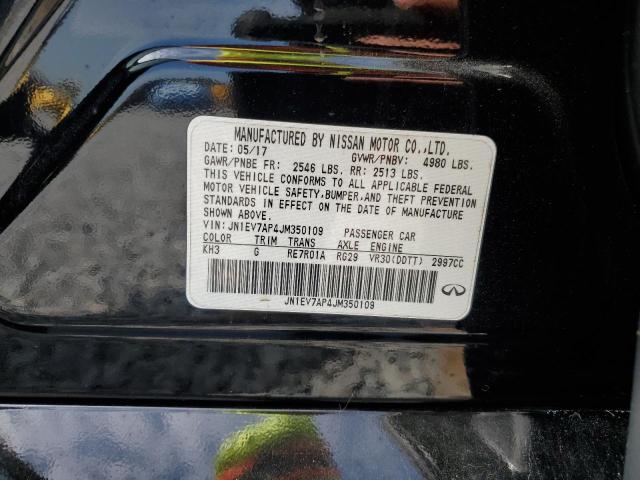 MANUFACTURED BY NISSAN MOTOR CO.,LTD.
DATE: 05/17 GVWR/PNBV: 4980 LBS.
GAWR/PNBE FR: 2546 LBS. RR: 2513 LBS.
THIS VEHICLE CONFORMS TO ALL APPLICABLE FEDERAL
MOTOR VEHICLE SAFETY,BUMPER,AND THEFT PREVENTION
STANDARDS IN EFFECT ON THE DATE OF MANUFACTURE
SHOWN ABOVE.
VIN: JN1EV7AP4JM350109 PASSENGER CAR
COLOR TRIM TRANS AXLE ENGINE
KH3 G RE7R01A RG29 VR30(DDTT) 2997CC
JN1EV7AP4JM350109
INFINITI